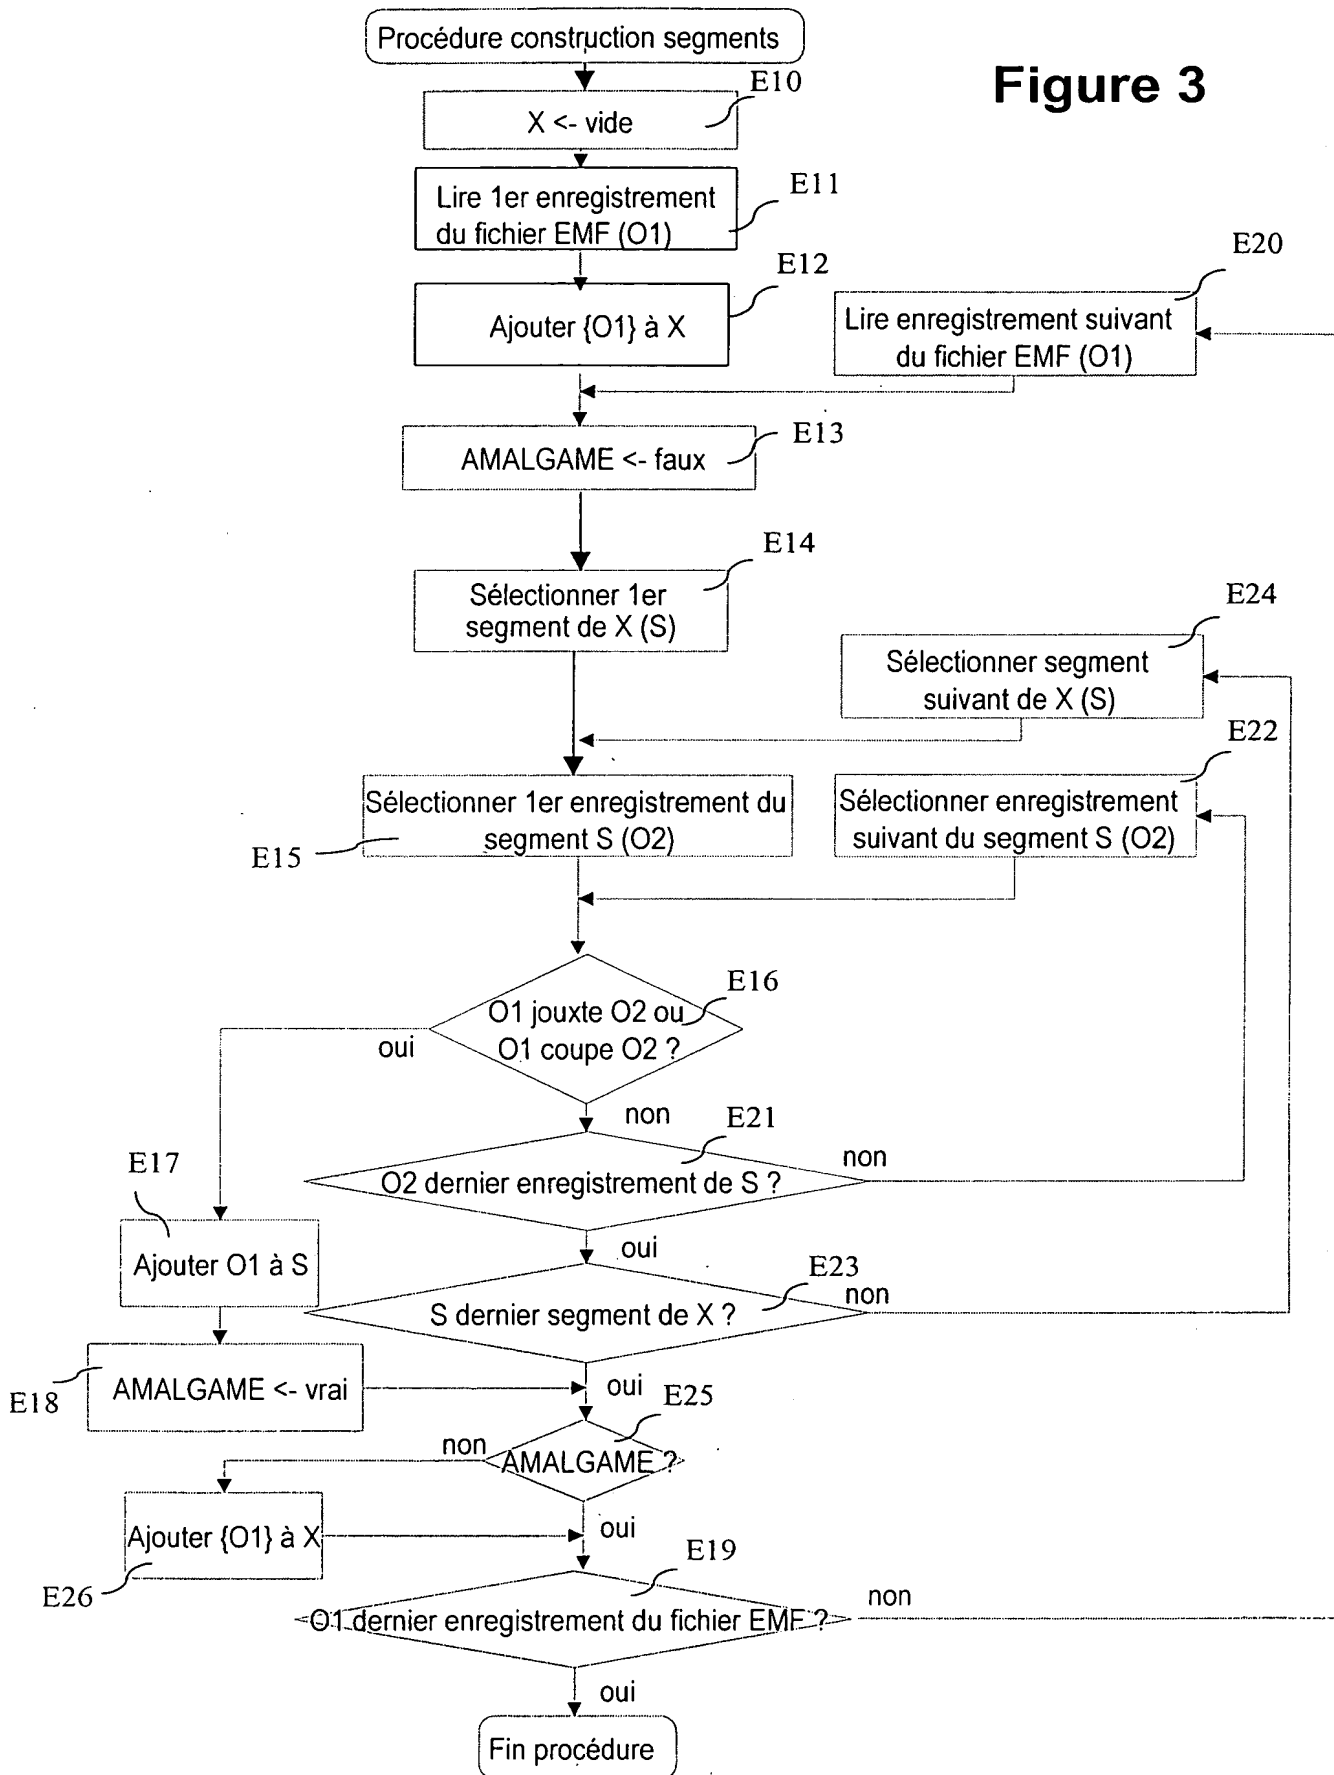 Procédure construction segments
Figure 3
E10
X <- vide
E11
Lire 1er enregistrement
du fichier EMF (O1)
E12
Ajouter {O1} à X
E20
Lire enregistrement suivant
du fichier EMF (O1)
E13
AMALGAME <- faux
E14
Sélectionner 1er
segment de X (S)
E24
Sélectionner segment
suivant de X (S)
E22
Sélectionner 1er enregistrement du
segment S (O2)
E15
Sélectionner enregistrement
suivant du segment S (O2)
E16
O1 jouxte O2 ou
O1 coupe O2 ?
oui
non
E21
O2 dernier enregistrement de S ?
non
E17
Ajouter O1 à S
oui
E23
S dernier segment de X ?
non
E18
AMALGAME <- vrai
oui
E25
AMALGAME ?
non
Ajouter {O1} à X
E26
oui
E19
O1 dernier enregistrement du fichier EMF ?
non
oui
Fin procédure